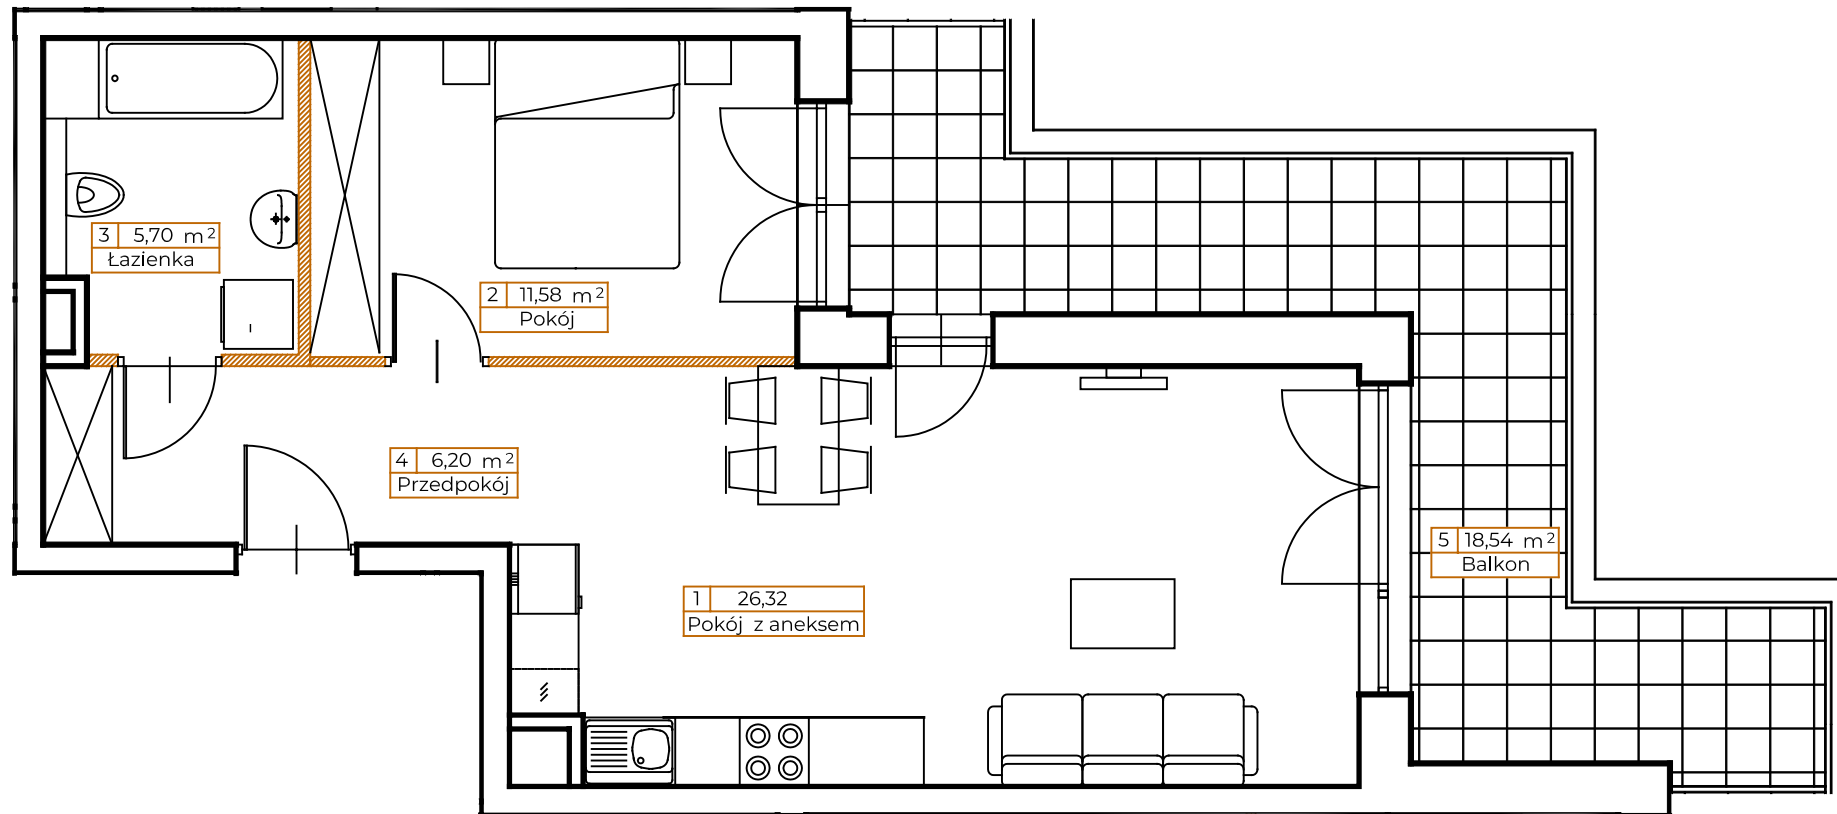 3 5,70 m²
Łazienka
2 11,58 m²
Pokój
4 6,20 m²
Przedpokój
5 18,54 m²
Balkon
1 26,32
Pokój z aneksem